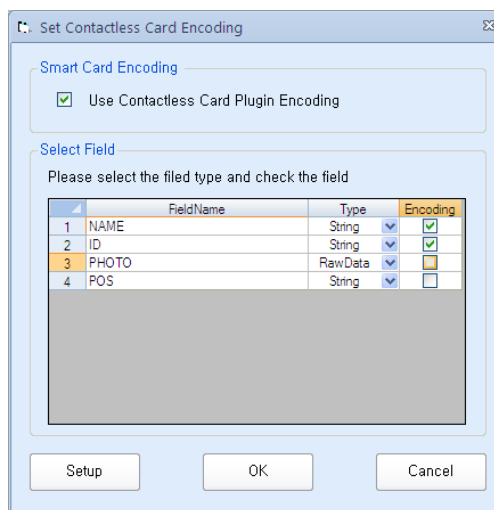 Set Contactless Card Encoding
Smart Card Encoding
Use Contactless Card Plugin Encoding
Select Field
Please select the filed type and check the field
FieldName Type Encoding
1 NAME String
2 ID String
3 PHOTO RawData
4 POS String
Setup OK Cancel